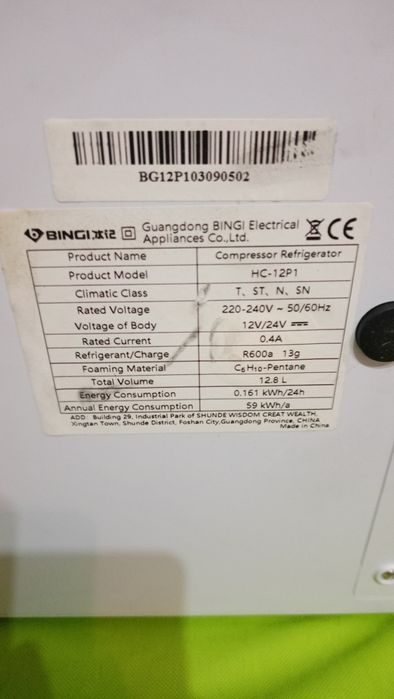 BG12P103090502
BINGI冰记 Guangdong BINGI Electrical Appliances Co.,Ltd. CE
Product Name Compressor Refrigerator
Product Model HC-12P1
Climatic Class T、ST、N、SN
Rated Voltage 220-240V ~ 50/60Hz
Voltage of Body 12V/24V
Rated Current 0.4A
Refrigerant/Charge R600a 13g
Foaming Material C₅H₁₀-Pentane
Total Volume 12.8 L
Energy Consumption 0.161 kWh/24h
Annual Energy Consumption 59 kWh/a
ADD: Building 29, Industrial Park of SHUNDE WISDOM CREAT WEALTH,
Xingtan Town, Shunde District, Foshan City,Guangdong Province, CHINA
Made in China